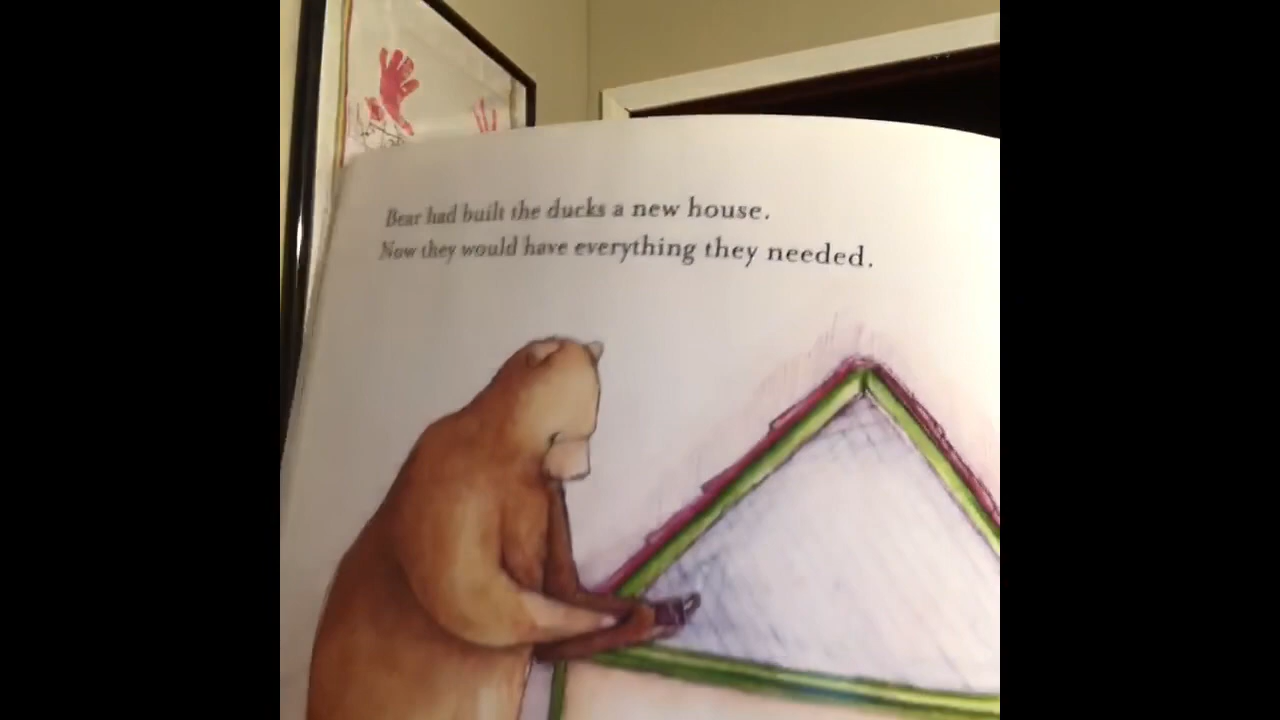 Bear had built the ducks a new house.
Now they would have everything they needed.